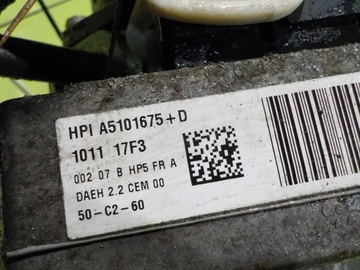 HPI A5101675+D
1011 17F3
002 07 B HP5 FR A
DAEH 2.2 CEM 00
50-C2-60